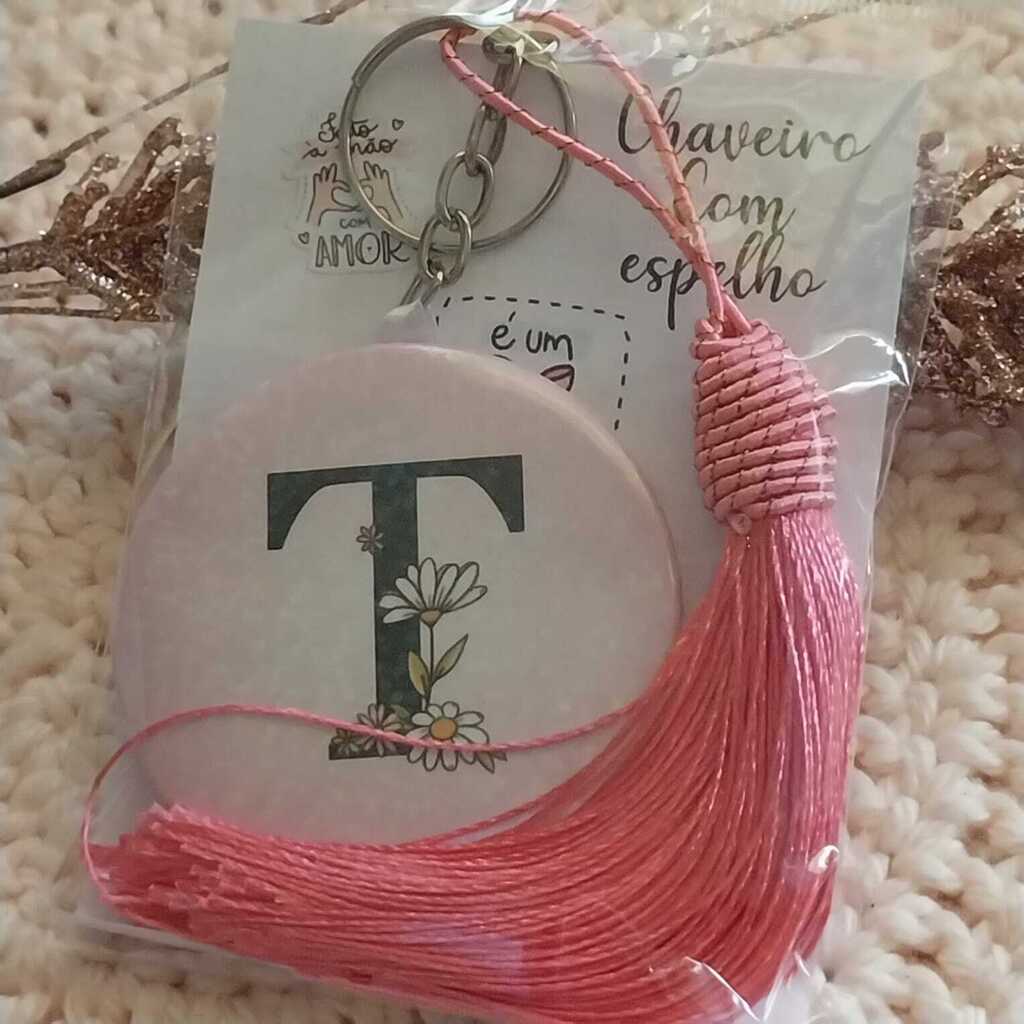 Feito
à mão
com
AMOR
Chaveiro
Com
espelho
é um
T